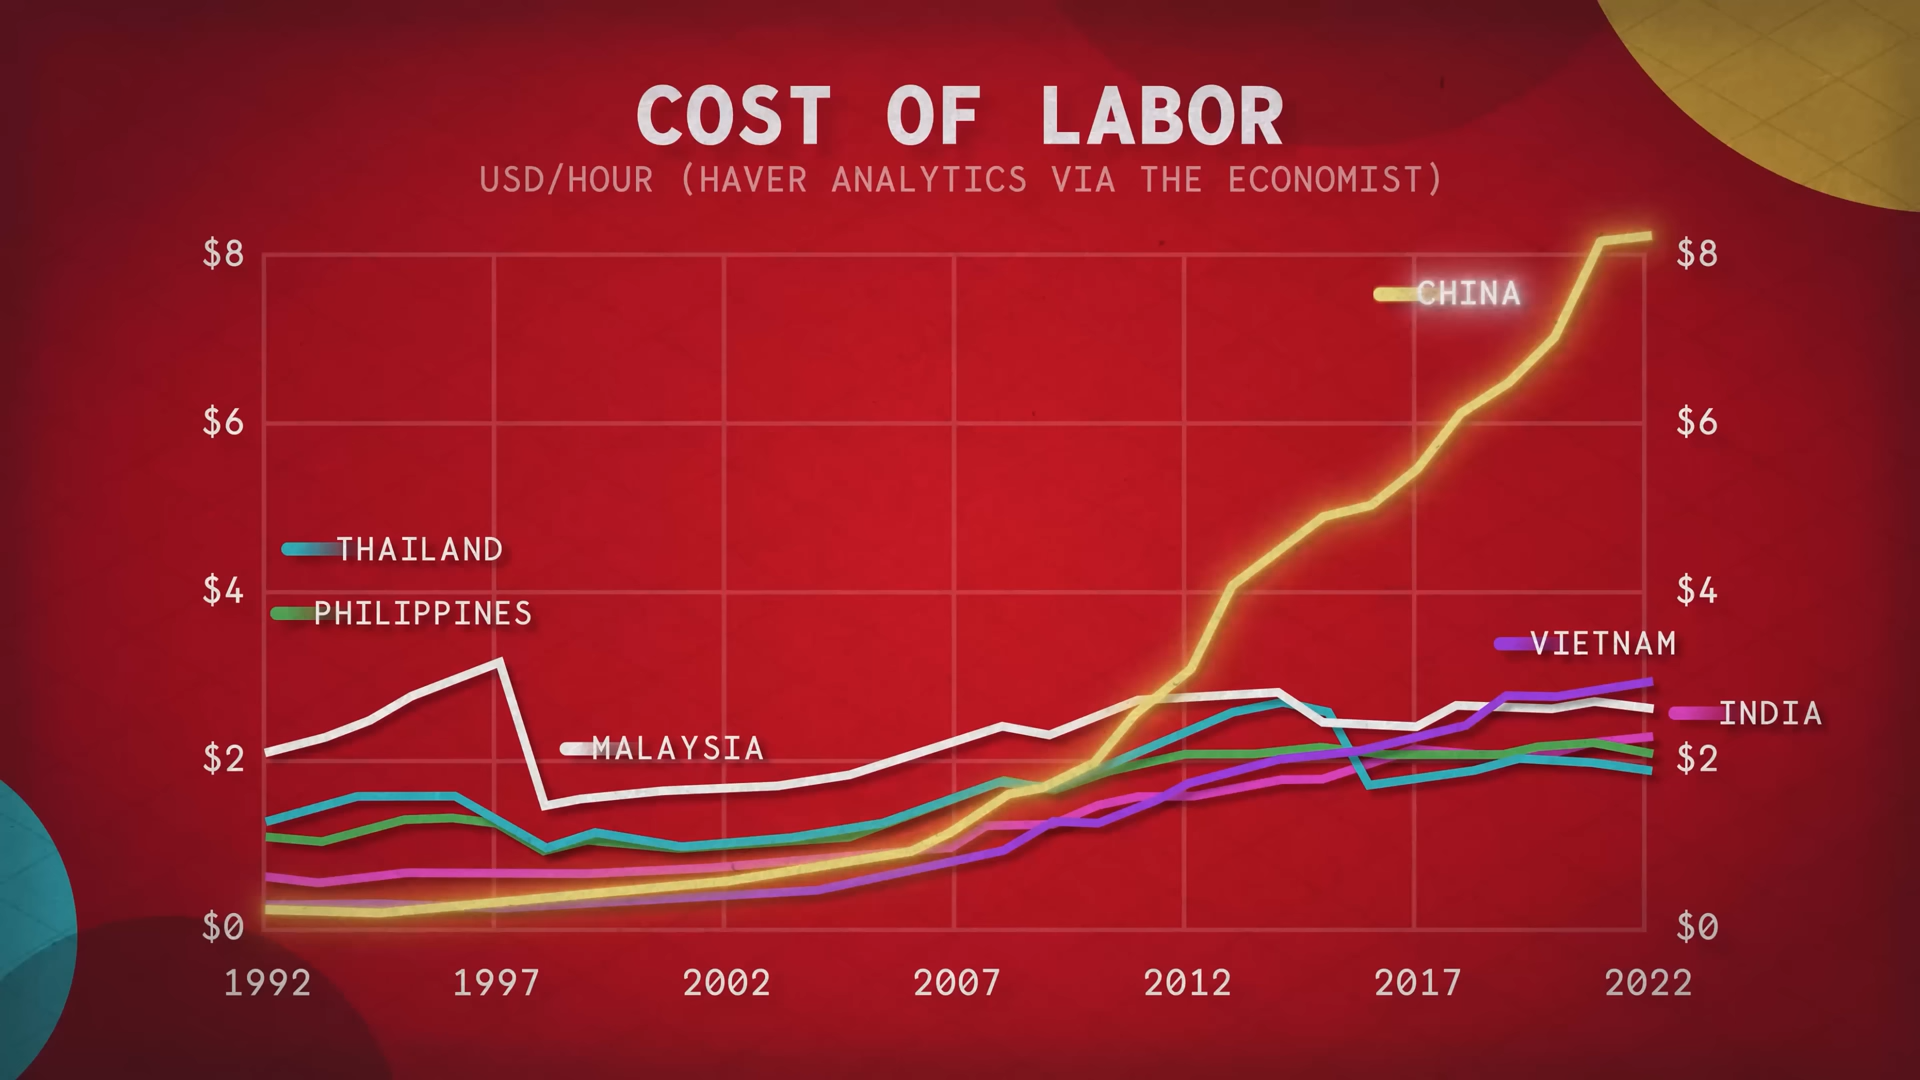 COST OF LABOR
USD/HOUR (HAVER ANALYTICS VIA THE ECONOMIST)
$8
$8
CHINA
$6
$6
THAILAND
$4
$4
PHILIPPINES
VIETNAM
INDIA
MALAYSIA
$2
$2
$0
$0
1992
1997
2002
2007
2012
2017
2022